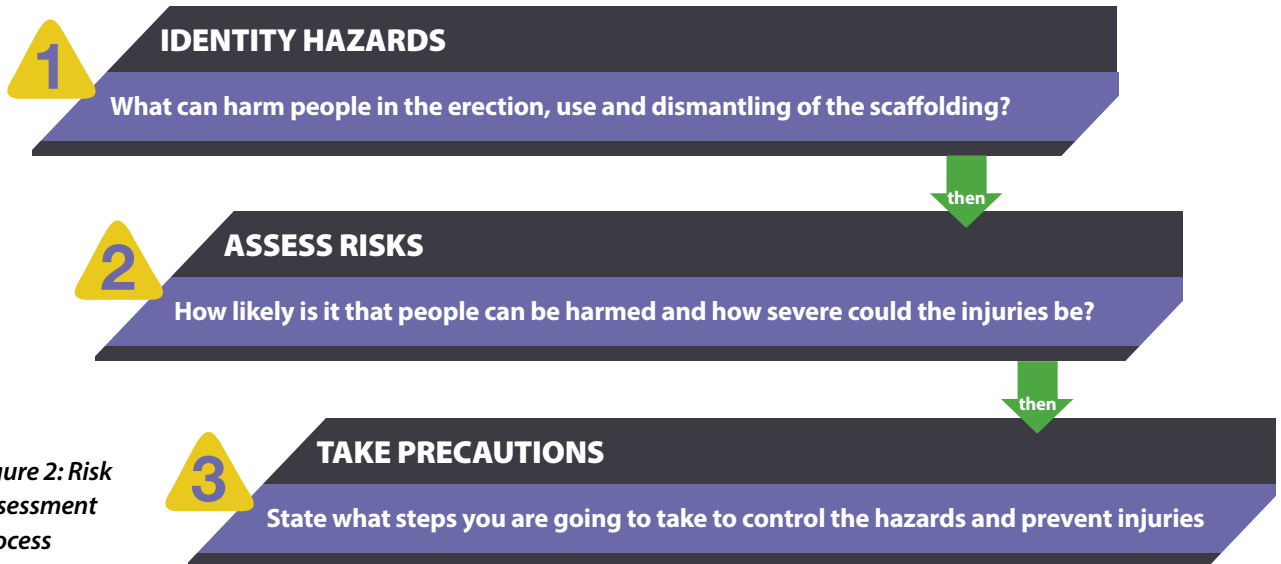 1
IDENTITY HAZARDS
What can harm people in the erection, use and dismantling of the scaffolding?
then
2
ASSESS RISKS
How likely is it that people can be harmed and how severe could the injuries be?
then
3
TAKE PRECAUTIONS
State what steps you are going to take to control the hazards and prevent injuries
gure 2: Risk
sessment
ocess